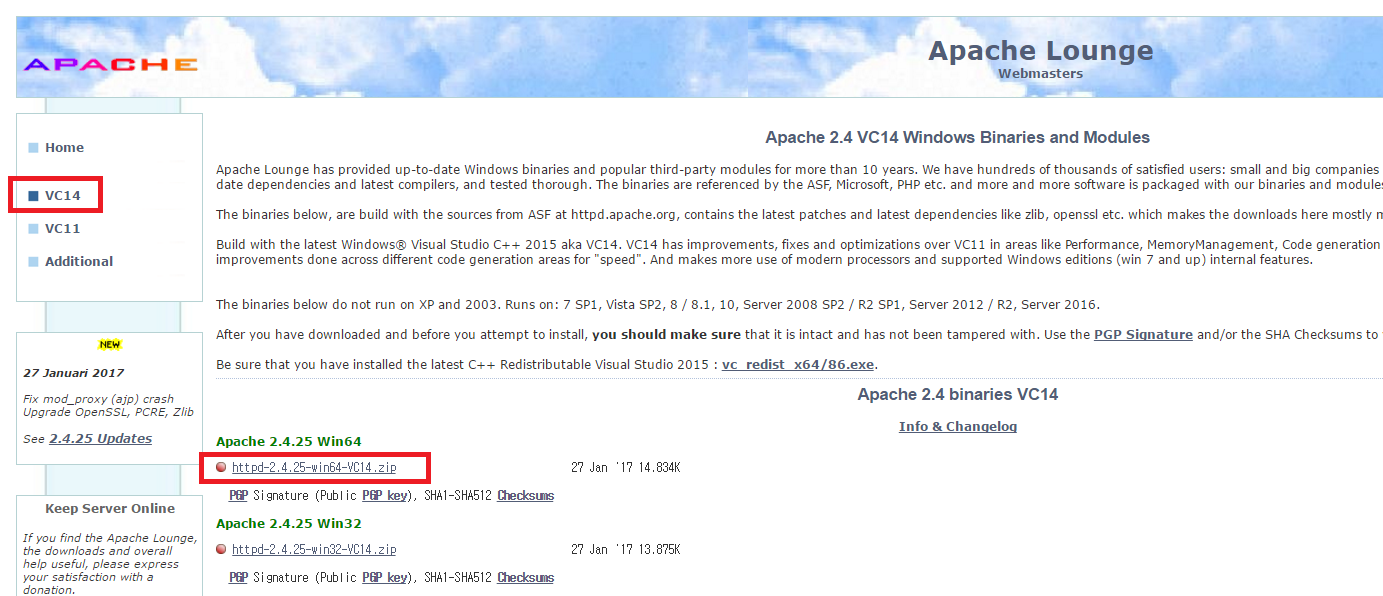 APACHE
Apache Lounge
Webmasters
Home
VC14
VC11
Additional
NEW
27 Januari 2017
Fix mod_proxy (ajp) crash
Upgrade OpenSSL, PCRE, Zlib
See 2.4.25 Updates
Keep Server Online
If you find the Apache Lounge,
the downloads and overall
help useful, please express
your satisfaction with a
donation.
Apache 2.4 VC14 Windows Binaries and Modules
Apache Lounge has provided up-to-date Windows binaries and popular third-party modules for more than 10 years. We have hundreds of thousands of satisfied users: small and big companies
date dependencies and latest compilers, and tested thorough. The binaries are referenced by the ASF, Microsoft, PHP etc. and more and more software is packaged with our binaries and modules
The binaries below, are build with the sources from ASF at httpd.apache.org, contains the latest patches and latest dependencies like zlib, openssl etc. which makes the downloads here mostly
Build with the latest Windows® Visual Studio C++ 2015 aka VC14. VC14 has improvements, fixes and optimizations over VC11 in areas like Performance, MemoryManagement, Code generation
improvements done across different code generation areas for "speed". And makes more use of modern processors and supported Windows editions (win 7 and up) internal features.
The binaries below do not run on XP and 2003. Runs on: 7 SP1, Vista SP2, 8 / 8.1, 10, Server 2008 SP2 / R2 SP1, Server 2012 / R2, Server 2016.
After you have downloaded and before you attempt to install, you should make sure that it is intact and has not been tampered with. Use the PGP Signature and/or the SHA Checksums to
Be sure that you have installed the latest C++ Redistributable Visual Studio 2015 : vc_redist_x64/86.exe.
Apache 2.4 binaries VC14
Info & Changelog
Apache 2.4.25 Win64
httpd-2.4.25-win64-VC14.zip 27 Jan '17 14.834K
PGP Signature (Public PGP key), SHA1-SHA512 Checksums
Apache 2.4.25 Win32
httpd-2.4.25-win32-VC14.zip 27 Jan '17 13.875K
PGP Signature (Public PGP key), SHA1-SHA512 Checksums